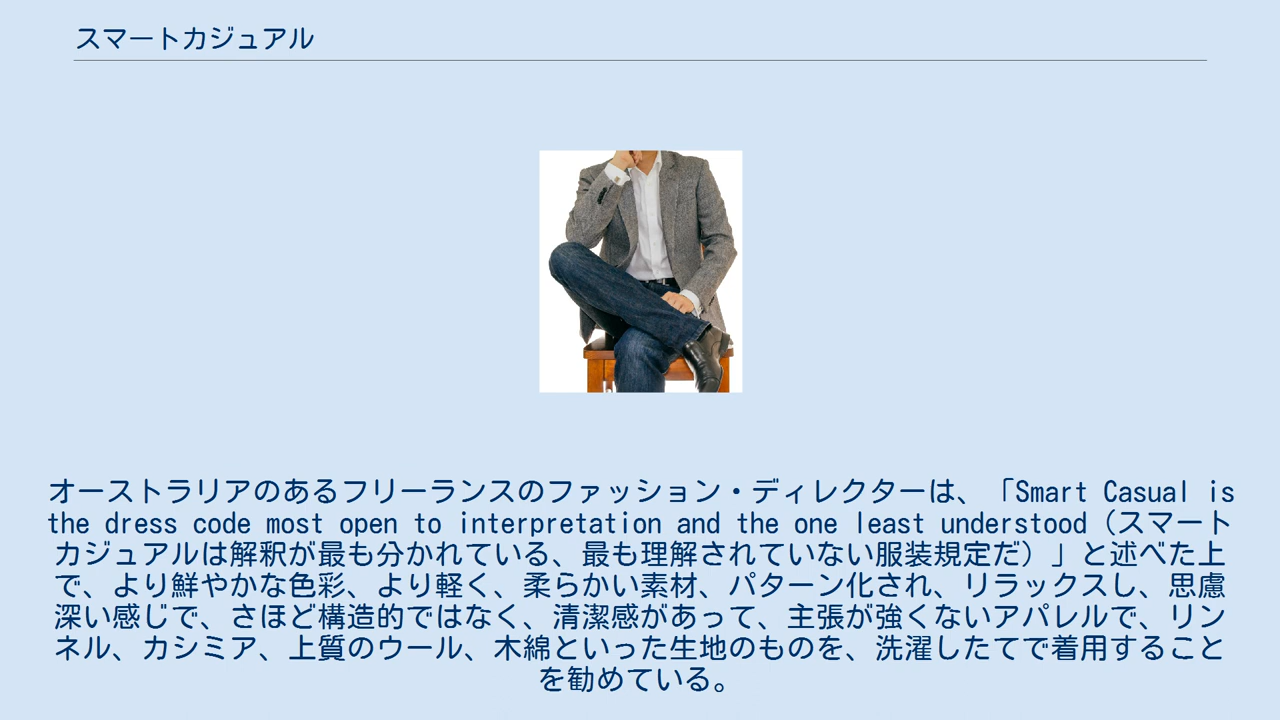 スマートカジュアル
オーストラリアのあるフリーランスのファッション・ディレクターは、「Smart Casual is
the dress code most open to interpretation and the one least understood（スマート
カジュアルは解釈が最も分かれている、最も理解されていない服装規定だ）」と述べた上
で、より鮮やかな色彩、より軽く、柔らかい素材、パターン化され、リラックスし、思慮
深い感じで、さほど構造的ではなく、清潔感があって、主張が強くないアパレルで、リン
ネル、カシミア、上質のウール、木綿といった生地のものを、洗濯したてで着用すること
を勧めている。